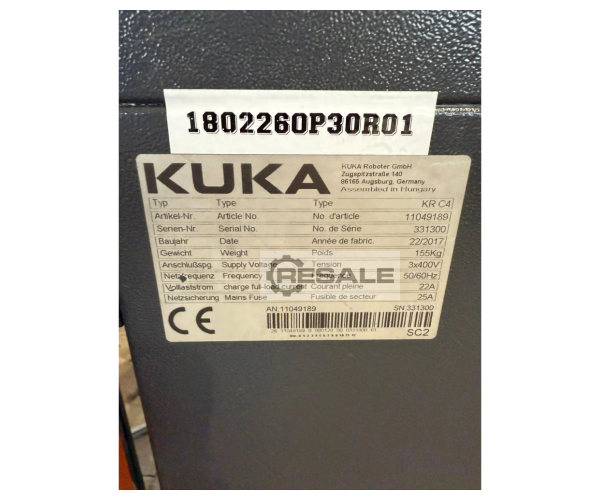 1802260P30R01
KUKA
KUKA Roboter GmbH
Zugspitzstraße 140
86165 Augsburg, Germany
Assembled in Hungary
Typ Type Type KR C4
Artikel-Nr. Article No. No. d'article 11049189
Serien-Nr. Serial No. No. de Série 331300
Baujahr Date Année de fabric. 22/2017
Gewicht Weight Poids 155Kg
Anschlußspg. Supply Voltage Tension 3x400V
Netzfrequenz Frequency Fréquence 50/60Hz
RESALE
Vollaststrom charge full-load current Courant pleine 22A
Netzsicherung Mains Fuse Fusible de secteur 25A
CE
AN:11049189 SN:331300
SC2